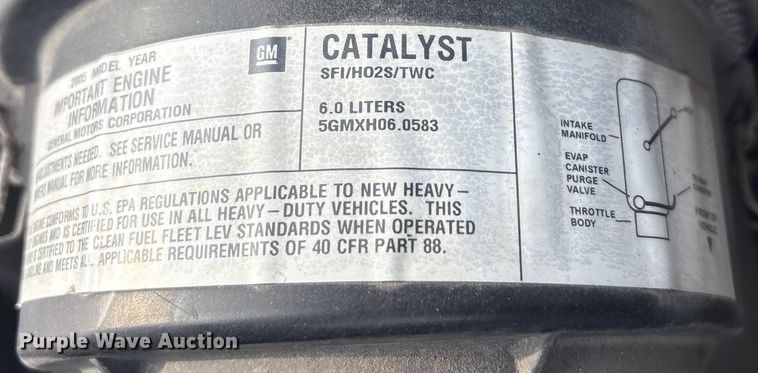 2005 MODEL YEAR
IMPORTANT ENGINE
INFORMATION
GENERAL MOTORS CORPORATION
GM
CATALYST
SFI/HO2S/TWC
6.0 LITERS
5GMXH06.0583
ADJUSTMENTS NEEDED. SEE SERVICE MANUAL OR
MANUAL FOR MORE INFORMATION.
ENGINE CONFORMS TO U.S. EPA REGULATIONS APPLICABLE TO NEW HEAVY–
ENGINES AND IS CERTIFIED FOR USE IN ALL HEAVY–DUTY VEHICLES. THIS
IS CERTIFIED TO THE CLEAN FUEL FLEET LEV STANDARDS WHEN OPERATED
AND MEETS ALL APPLICABLE REQUIREMENTS OF 40 CFR PART 88.
INTAKE
MANIFOLD
EVAP
CANISTER
PURGE
VALVE
THROTTLE
BODY
Purple Wave Auction